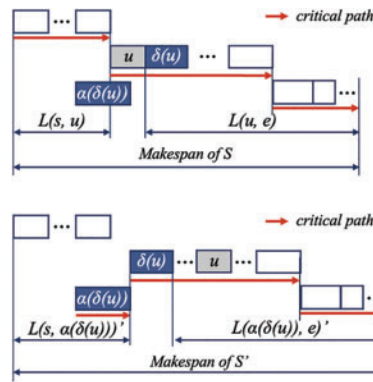 critical path
...
u δ(u) ...
α(δ(u)) ...
L(s, u) L(u, e)
Makespan of S
critical path
...
δ(u) ... u ...
α(δ(u))
L(s, α(δ(u)))' L(α(δ(u)), e)'
Makespan of S'